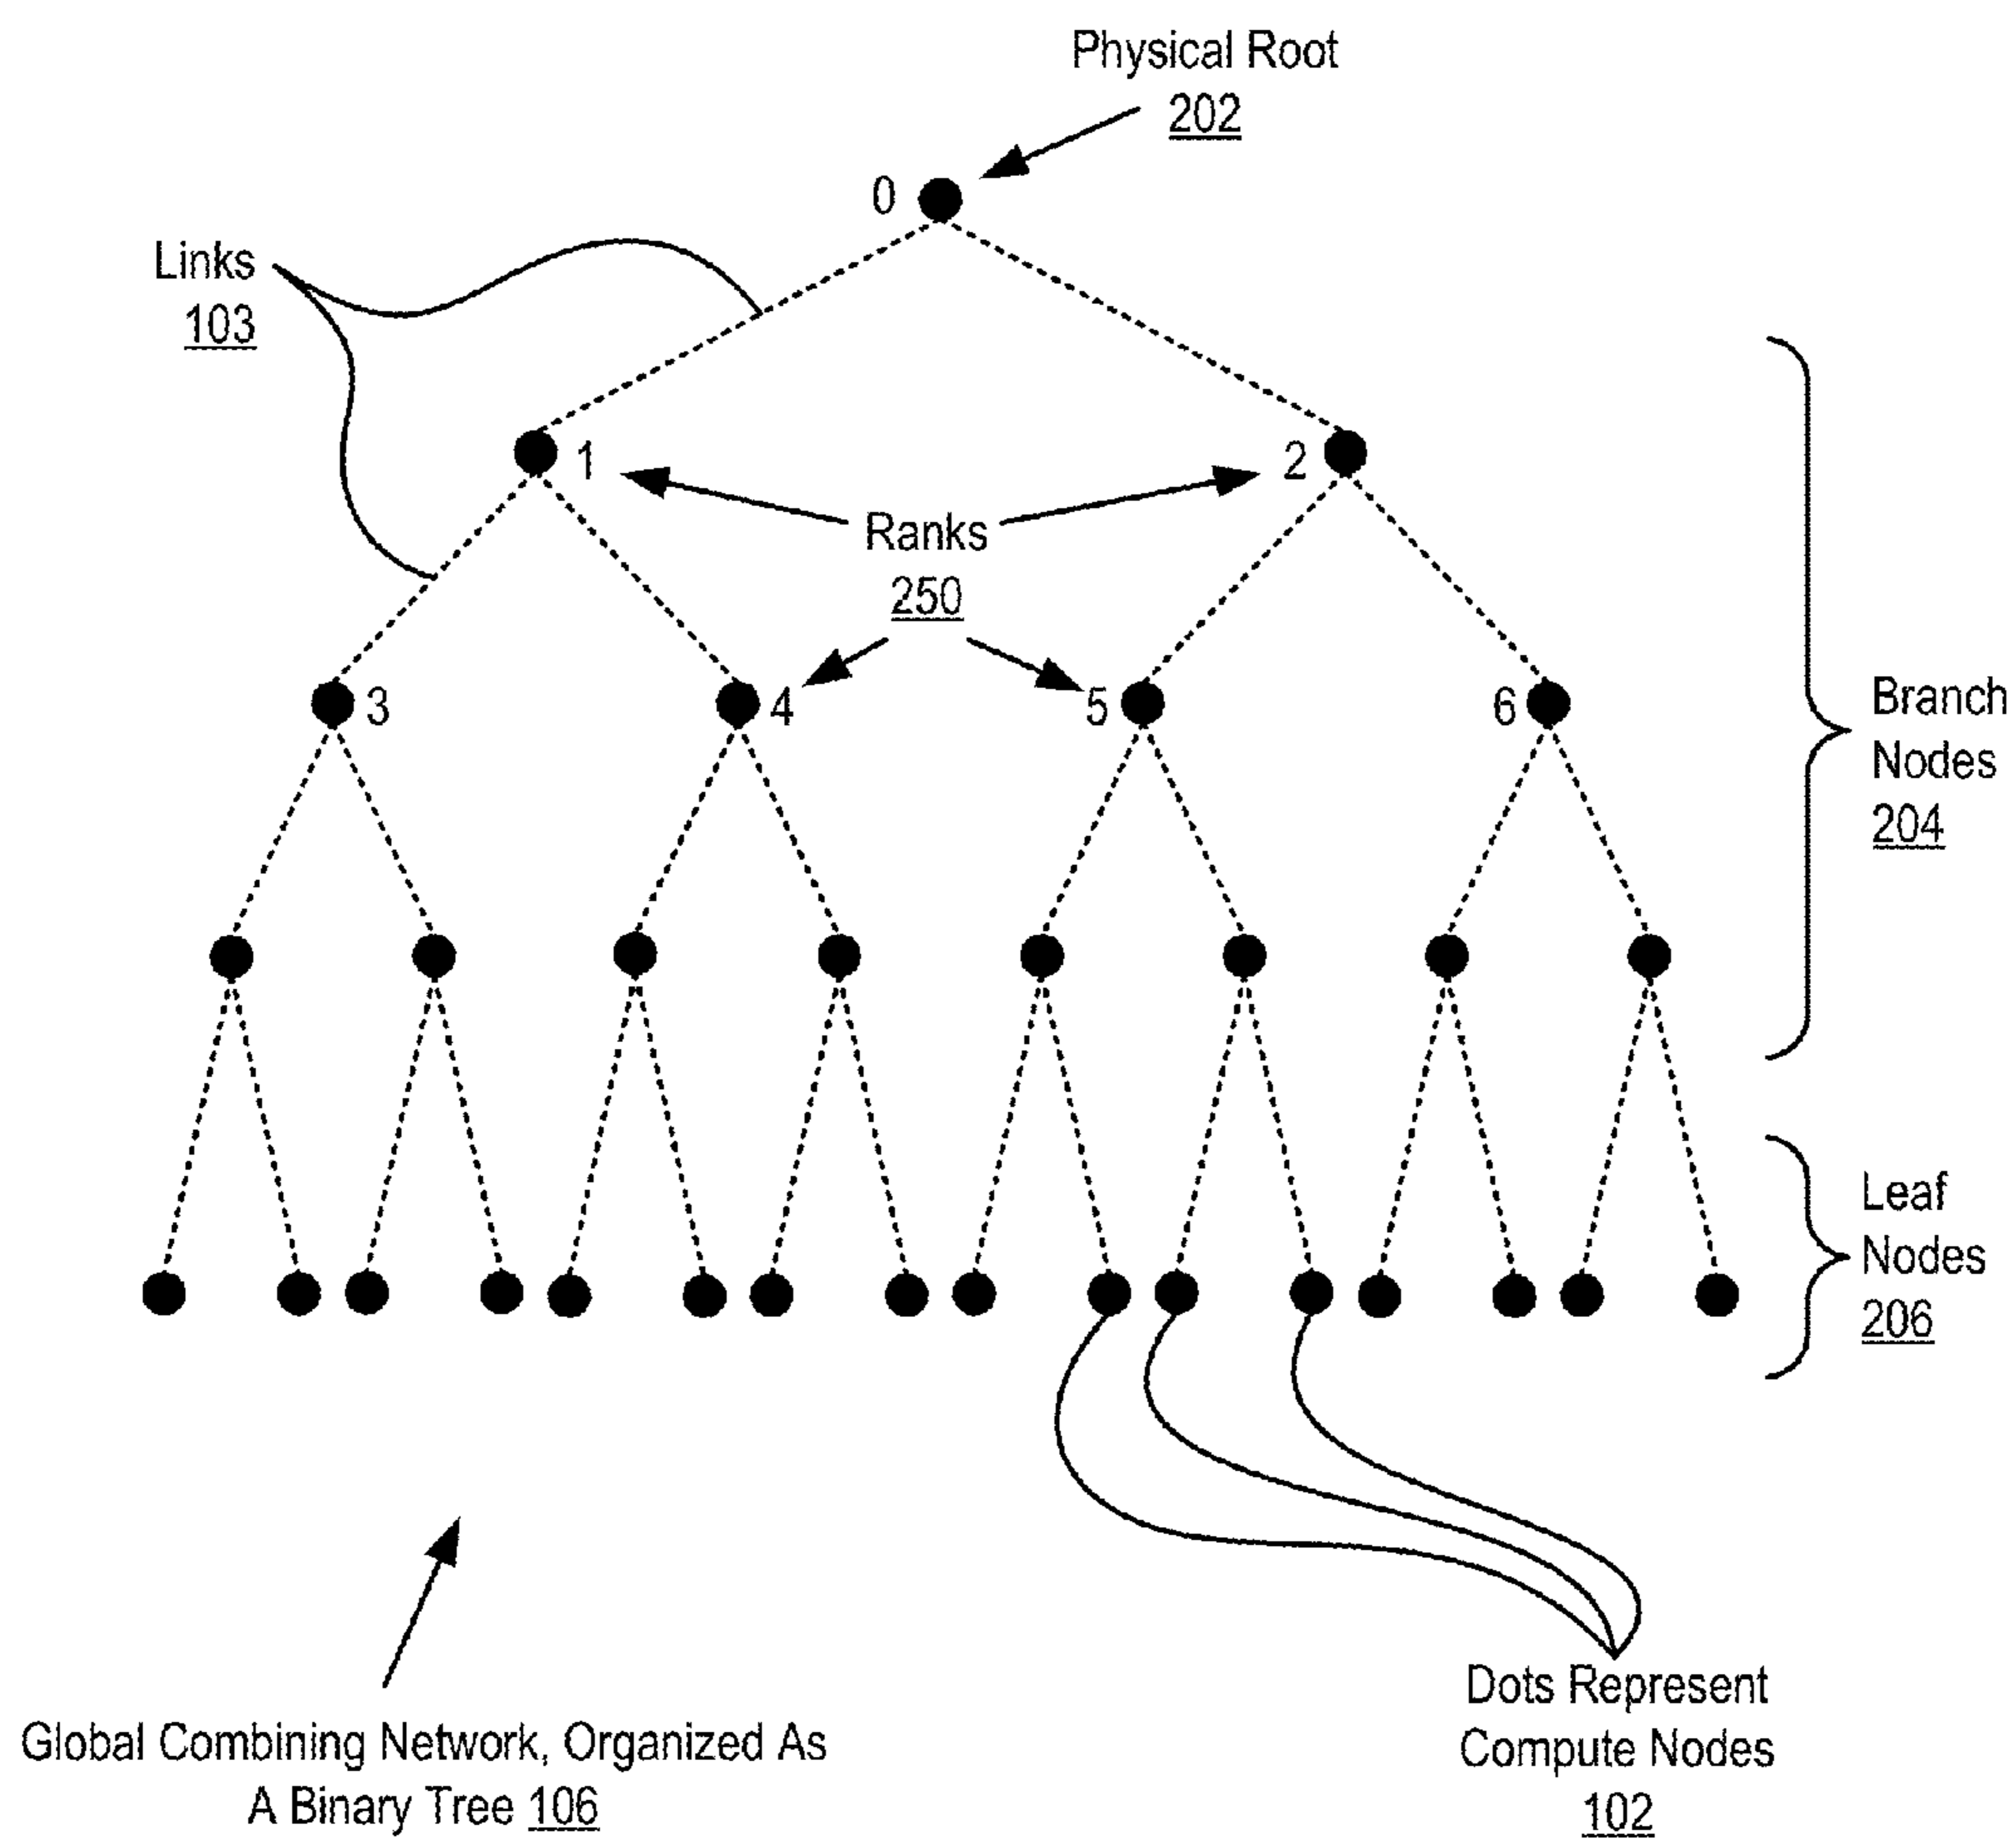 Physical Root
202
0
Links
103
1
2
Ranks
250
3
4
5
6
Branch
Nodes
204
Leaf
Nodes
206
Dots Represent
Compute Nodes
102
Global Combining Network, Organized As
A Binary Tree 106